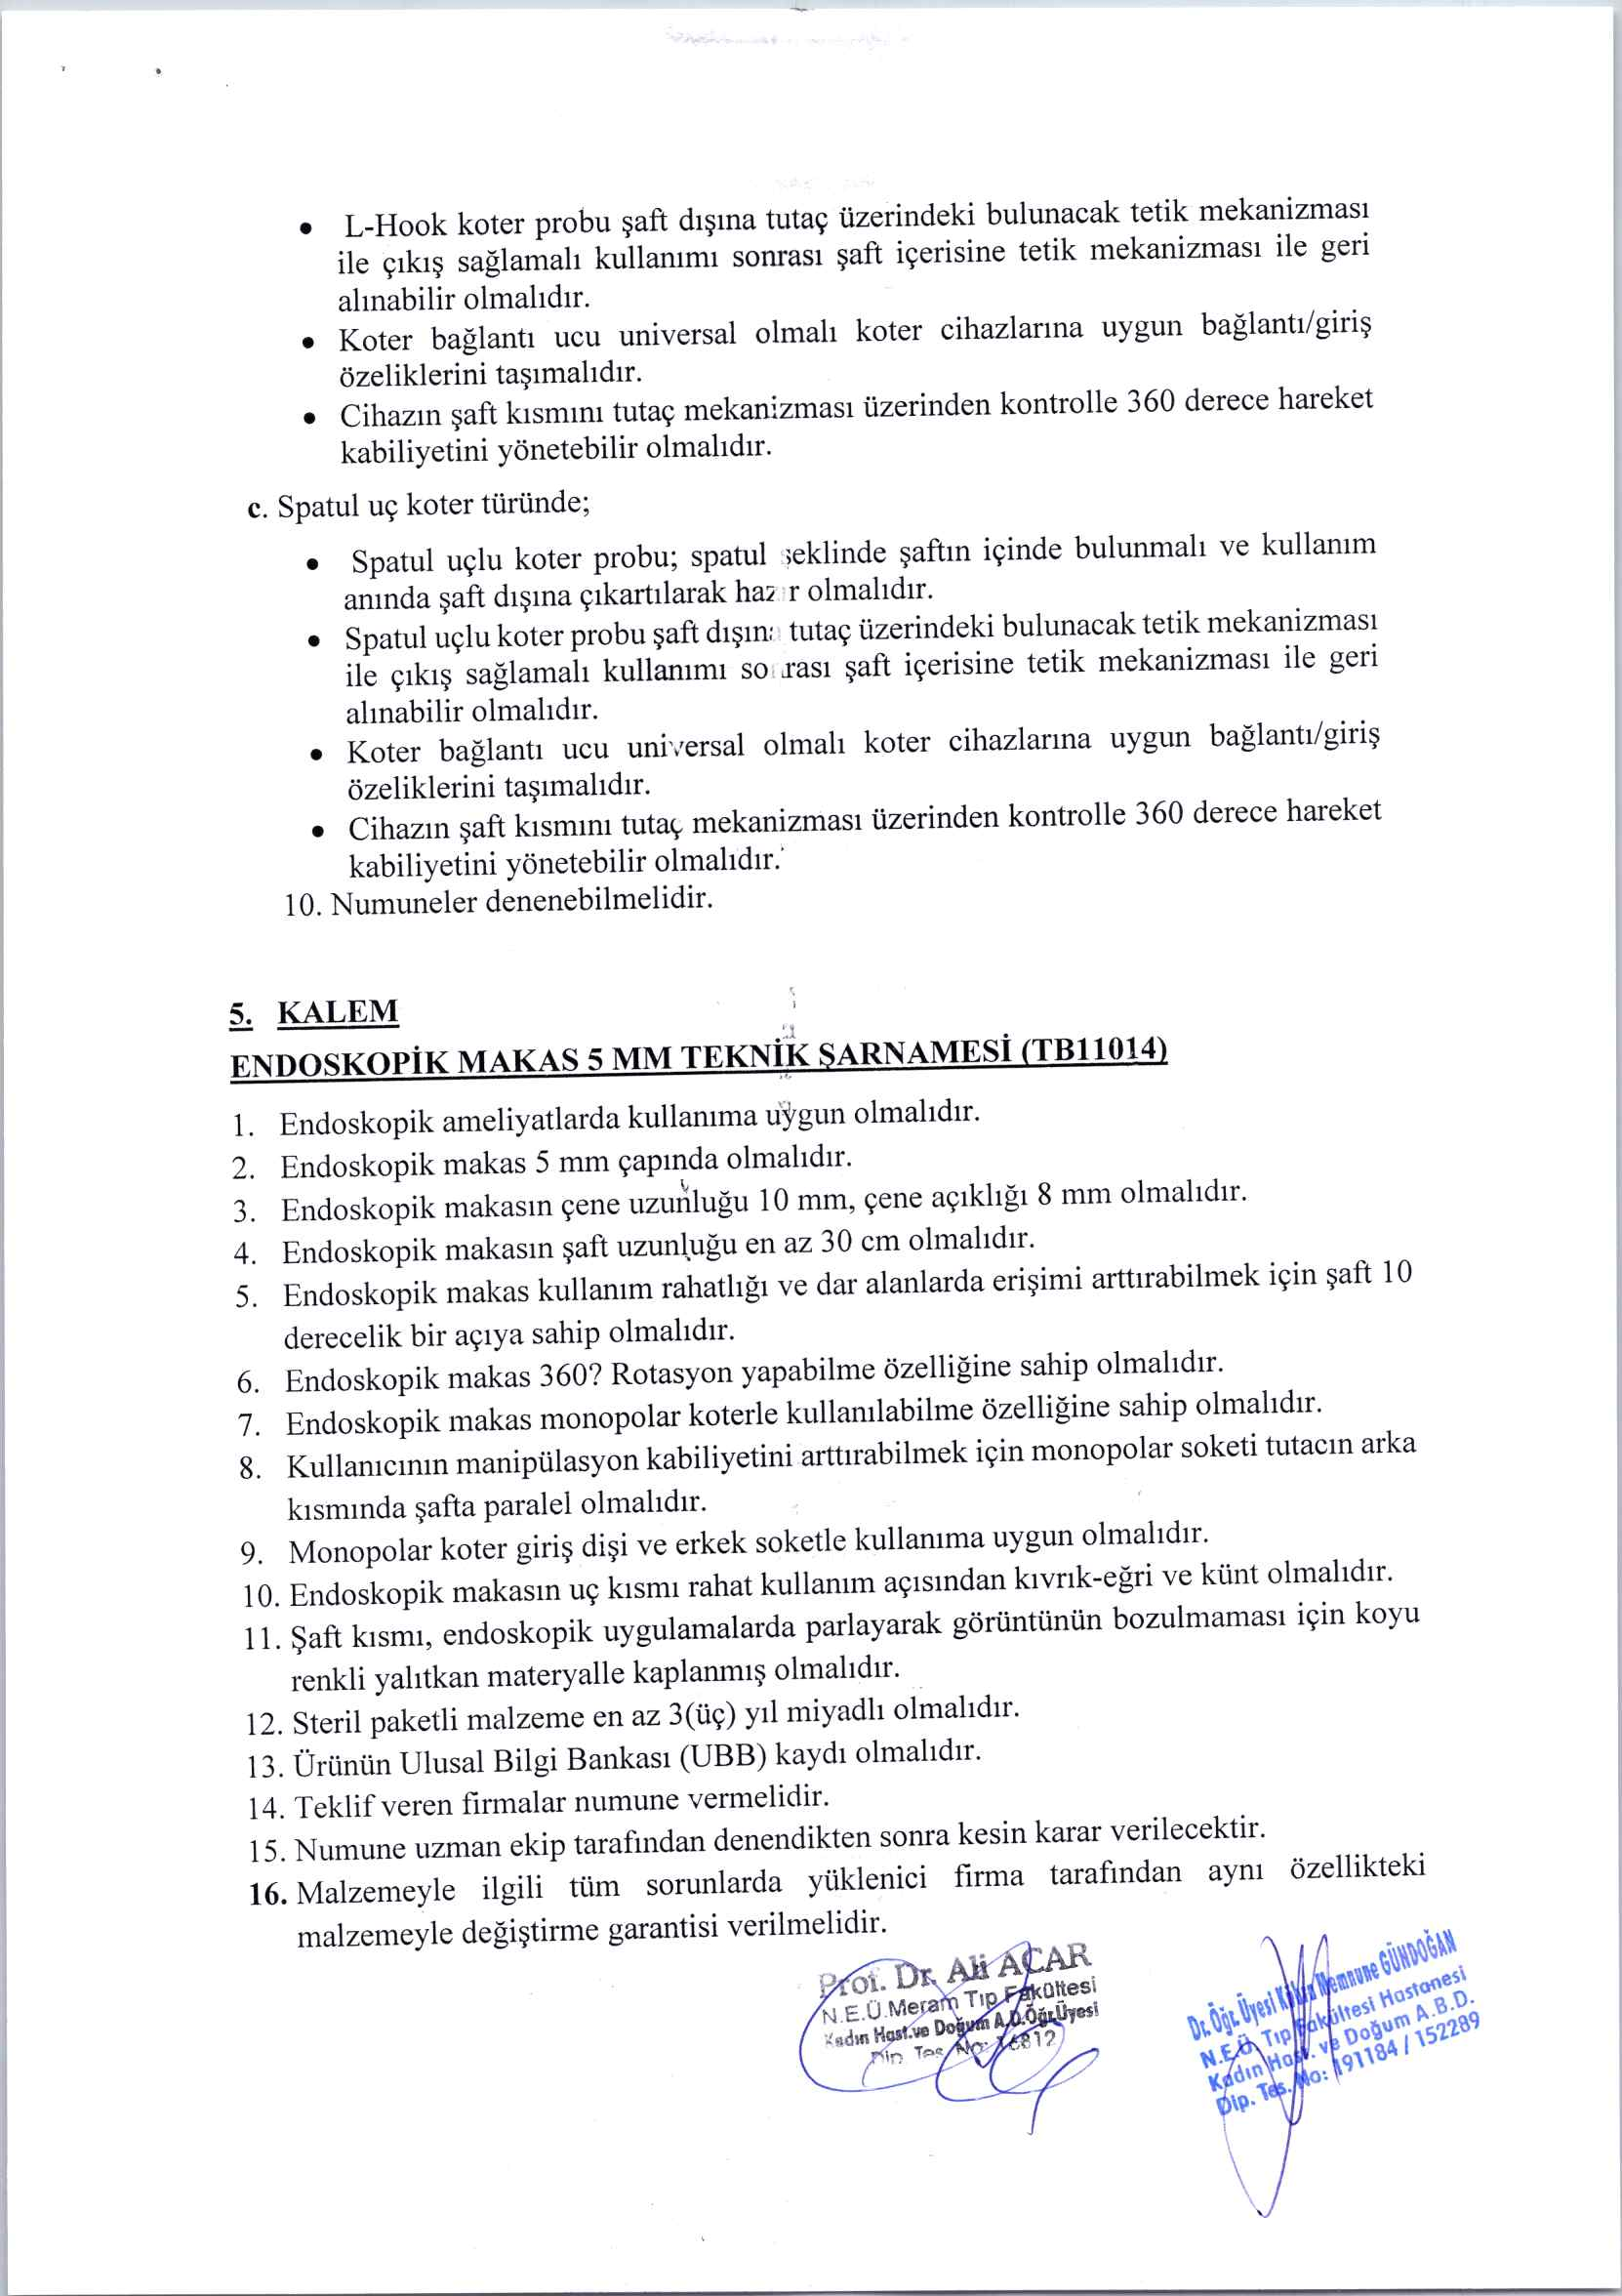 • L-Hook koter probu şaft dışına tutaç üzerindeki bulunacak tetik mekanizması
ile çıkış sağlamalı kullanımı sonrası şaft içerisine tetik mekanizması ile geri
alınabilir olmalıdır.
• Koter bağlantı ucu universal olmalı koter cihazlarına uygun bağlantı/giriş
özeliklerini taşımalıdır.
• Cihazın şaft kısmını tutaç mekanizması üzerinden kontrolle 360 derece hareket
kabiliyetini yönetebilir olmalıdır.
c. Spatul uç koter türünde;
• Spatul uçlu koter probu; spatul şeklinde şaftın içinde bulunmalı ve kullanım
anında şaft dışına çıkartılarak hazır olmalıdır.
• Spatul uçlu koter probu şaft dışına tutaç üzerindeki bulunacak tetik mekanizması
ile çıkış sağlamalı kullanımı sonrası şaft içerisine tetik mekanizması ile geri
alınabilir olmalıdır.
• Koter bağlantı ucu universal olmalı koter cihazlarına uygun bağlantı/giriş
özeliklerini taşımalıdır.
• Cihazın şaft kısmını tutaç mekanizması üzerinden kontrolle 360 derece hareket
kabiliyetini yönetebilir olmalıdır.
10. Numuneler denenebilmelidir.
5. KALEM
ENDOSKOPİK MAKAS 5 MM TEKNİK ŞARNAMESİ (TB11014)
1. Endoskopik ameliyatlarda kullanıma uygun olmalıdır.
2. Endoskopik makas 5 mm çapında olmalıdır.
3. Endoskopik makasın çene uzunluğu 10 mm, çene açıklığı 8 mm olmalıdır.
4. Endoskopik makasın şaft uzunluğu en az 30 cm olmalıdır.
5. Endoskopik makas kullanım rahatlığı ve dar alanlarda erişimi arttırabilmek için şaft 10
derecelik bir açıya sahip olmalıdır.
6. Endoskopik makas 360? Rotasyon yapabilme özelliğine sahip olmalıdır.
7. Endoskopik makas monopolar koterle kullanılabilme özelliğine sahip olmalıdır.
8. Kullanıcının manipülasyon kabiliyetini arttırabilmek için monopolar soketi tutacın arka
kısmında şafta paralel olmalıdır.
9. Monopolar koter giriş dişi ve erkek soketle kullanıma uygun olmalıdır.
10. Endoskopik makasın uç kısmı rahat kullanım açısından kıvrık-eğri ve künt olmalıdır.
11. Şaft kısmı, endoskopik uygulamalarda parlayarak görüntünün bozulmaması için koyu
renkli yalıtkan materyalle kaplanmış olmalıdır.
12. Steril paketli malzeme en az 3(üç) yıl miyadlı olmalıdır.
13. Ürünün Ulusal Bilgi Bankası (UBB) kaydı olmalıdır.
14. Teklif veren firmalar numune vermelidir.
15. Numune uzman ekip tarafından denendikten sonra kesin karar verilecektir.
16. Malzemeyle ilgili tüm sorunlarda yüklenici firma tarafından aynı özellikteki
malzemeyle değiştirme garantisi verilmelidir.
Prof. Dr. Ali ACAR
N.E.Ü.Meram Tıp Fakültesi
Kadın Hast.ve Doğum A.D.Öğr.Üyesi
Dip. Tes. No: 16812
Dr. Öğr. Üyesi Kübra Memnune GÜNDOĞAN
N.E.Ü. Tıp Fakültesi Hastanesi
Kadın Hast. ve Doğum A.B.D.
Dip. Tes. No: 191184 / 152289